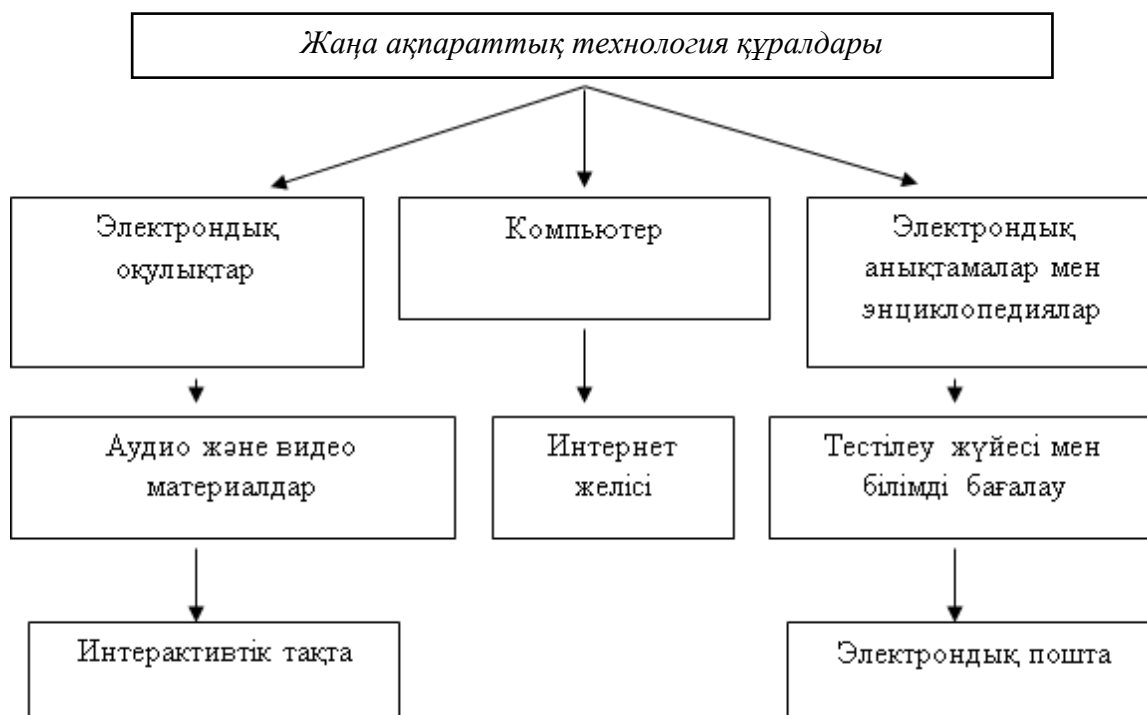 Жаңа ақпараттық технология құралдары
Электрондық
оқулықтар
Компьютер
Электрондық
анықтамалар мен
энциклопедиялар
Аудио және видео
материалдар
Интернет
желісі
Тестілеу жүйесі мен
білімді бағалау
Интерактивтік тақта
Электрондық пошта